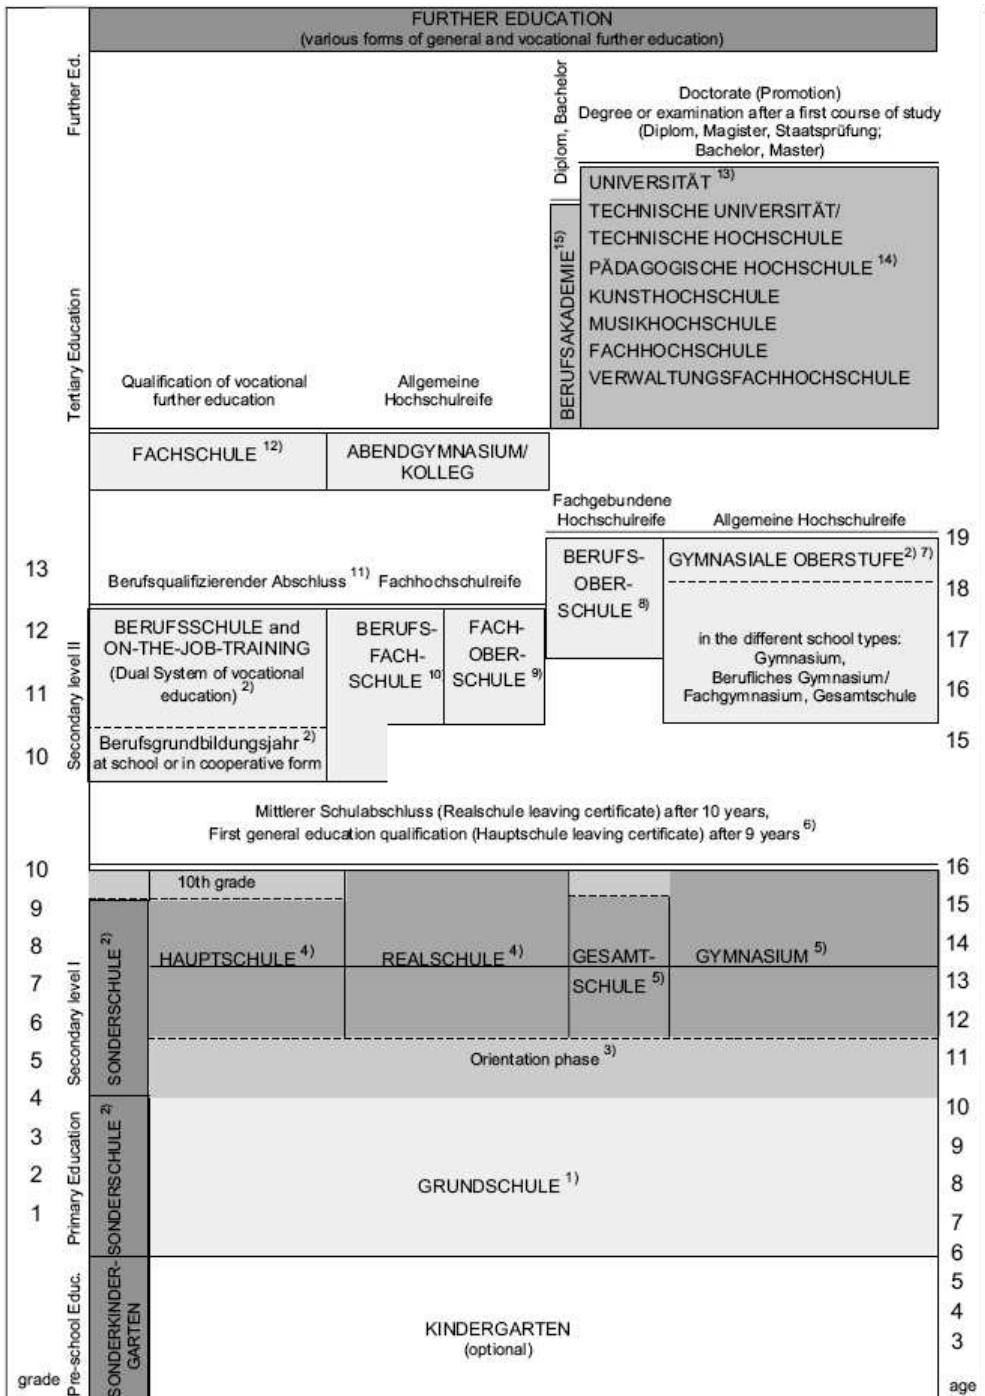 FURTHER EDUCATION
(various forms of general and vocational further education)
Further Ed.
Diplom, Bachelor
Doctorate (Promotion)
Degree or examination after a first course of study
(Diplom, Magister, Staatsprüfung;
Bachelor, Master)
Tertiary Education
BERUFSAKADEMIE 15)
UNIVERSITÄT 13)
TECHNISCHE UNIVERSITÄT/
TECHNISCHE HOCHSCHULE
PÄDAGOGISCHE HOCHSCHULE 14)
KUNSTHOCHSCHULE
MUSIKHOCHSCHULE
FACHHOCHSCHULE
VERWALTUNGSFACHHOCHSCHULE
Qualification of vocational
further education
Allgemeine
Hochschulreife
FACHSCHULE 12)
ABENDGYMNASIUM/
KOLLEG
Fachgebundene
Hochschulreife
Allgemeine Hochschulreife
19
13
Berufsqualifizierender Abschluss 11)
Fachhochschulreife
BERUFS-
OBER-
SCHULE 8)
GYMNASIALE OBERSTUFE 2) 7)
18
Secondary level II
12
BERUFSSCHULE and
ON-THE-JOB-TRAINING
(Dual System of vocational
education) 2)
BERUFS-
FACH-
SCHULE 10)
FACH-
OBER-
SCHULE 9)
in the different school types:
Gymnasium,
Berufliches Gymnasium/
Fachgymnasium, Gesamtschule
17
11
16
10
Berufsgrundbildungsjahr 2)
at school or in cooperative form
15
Mittlerer Schulabschluss (Realschule leaving certificate) after 10 years,
First general education qualification (Hauptschule leaving certificate) after 9 years 6)
10
16
10th grade
9
15
Secondary level I
SONDERSCHULE 2)
8
HAUPTSCHULE 4)
REALSCHULE 4)
GESAMT-
SCHULE 5)
GYMNASIUM 5)
14
7
13
6
12
5
Orientation phase 3)
11
4
10
Primary Education
SONDERSCHULE 2)
3
9
2
GRUNDSCHULE 1)
8
1
7
6
Pre-school Educ.
SONDERKINDER-
GARTEN
5
KINDERGARTEN
(optional)
4
3
grade
age